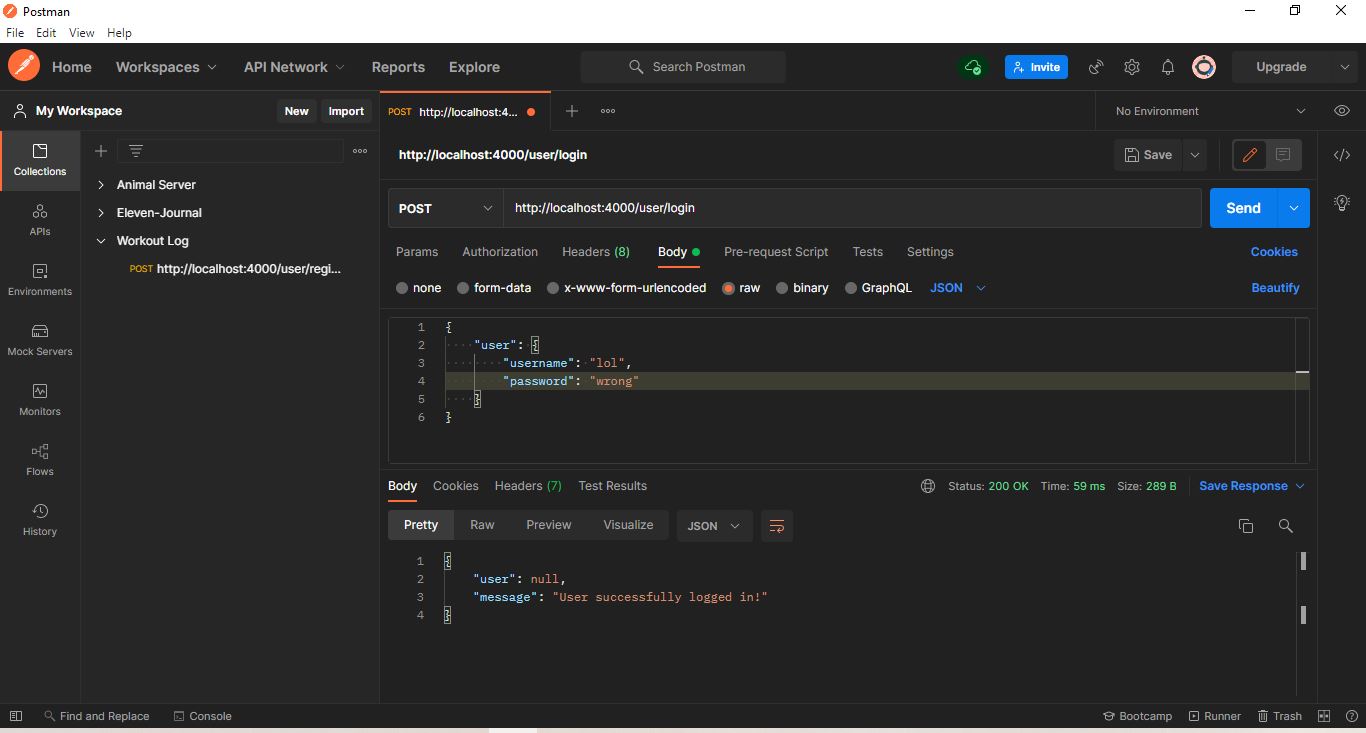 Postman
File Edit View Help
Home Workspaces API Network Reports Explore Search Postman Invite Upgrade
My Workspace New Import POST http://localhost:4... No Environment
Collections
APIs
Environments
Mock Servers
Monitors
Flows
History
Animal Server
Eleven-Journal
Workout Log
POST http://localhost:4000/user/regi...
http://localhost:4000/user/login Save
POST http://localhost:4000/user/login Send
Params Authorization Headers (8) Body Pre-request Script Tests Settings Cookies
none form-data x-www-form-urlencoded raw binary GraphQL JSON Beautify
1 {
2 "user": {
3 "username": "lol",
4 "password": "wrong"
5 }
6 }
Body Cookies Headers (7) Test Results Status: 200 OK Time: 59 ms Size: 289 B Save Response
Pretty Raw Preview Visualize JSON
1 {
2 "user": null,
3 "message": "User successfully logged in!"
4 }
Find and Replace Console Bootcamp Runner Trash